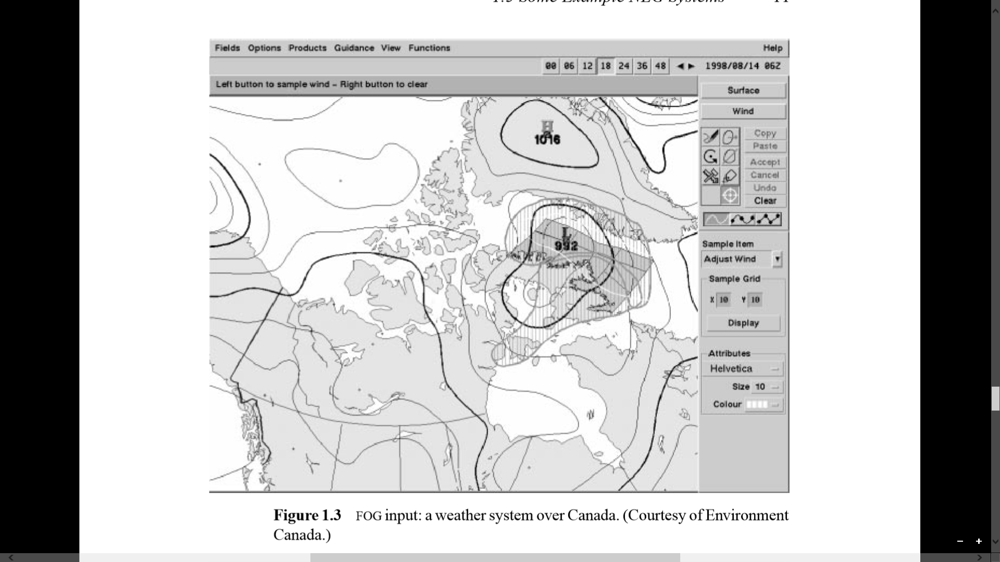 1.3 Some Example NLG Systems 11
Fields Options Products Guidance View Functions Help
00 06 12 18 24 36 48 1998/08/14 06Z
Left button to sample wind – Right button to clear
Surface
Wind
Copy
Paste
Accept
Cancel
Undo
Clear
H
1016
L
992
Sample Item
Adjust Wind
Sample Grid
X 10 Y 10
Display
Attributes
Helvetica
Size 10
Colour
Figure 1.3 FOG input: a weather system over Canada. (Courtesy of Environment
Canada.)